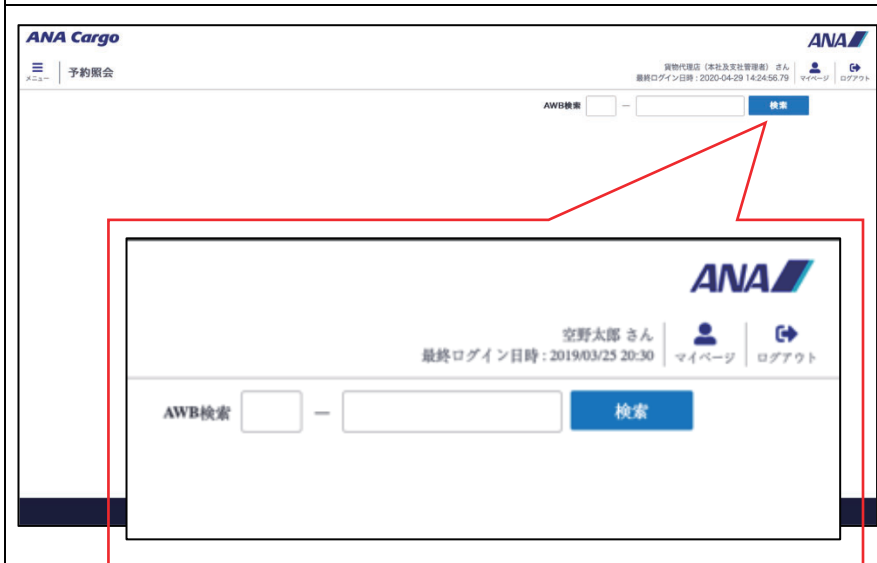 ANA Cargo
ANA
メニュー
予約照会
貨物代理店（本社及支社管理者） さん
最終ログイン日時 : 2020-04-29 14:24:56.79
マイページ
ログアウト
AWB検索 － 検索
ANA
空野太郎 さん
最終ログイン日時 : 2019/03/25 20:30
マイページ
ログアウト
AWB検索 － 検索